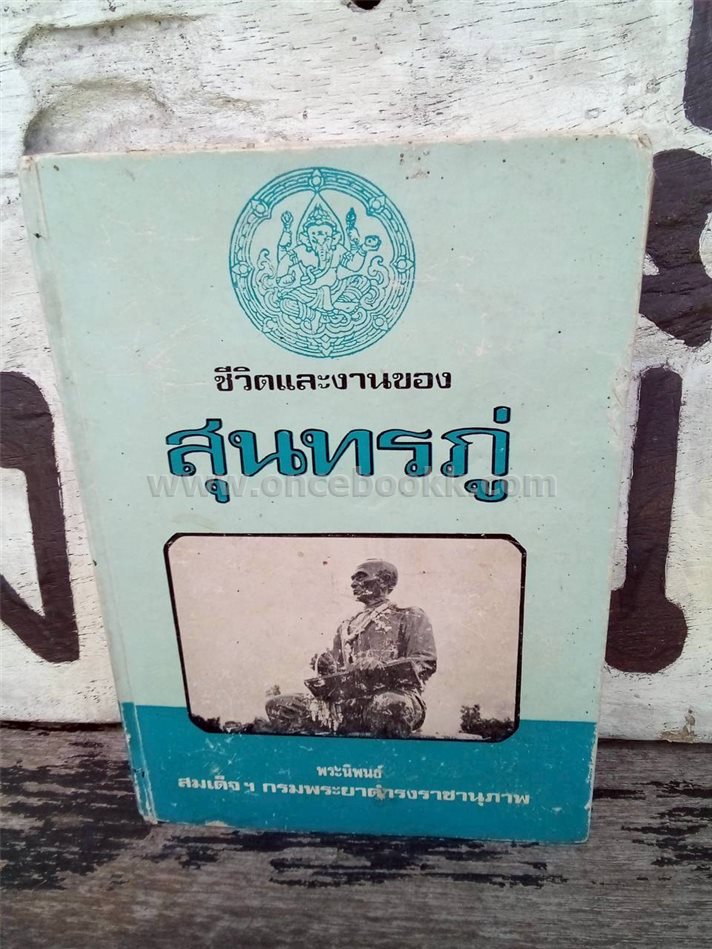 ชีวิตและงานของ
สุนทรภู่
www.oncebookk.com
พระนิพนธ์
สมเด็จฯ กรมพระยาดำรงราชานุภาพ